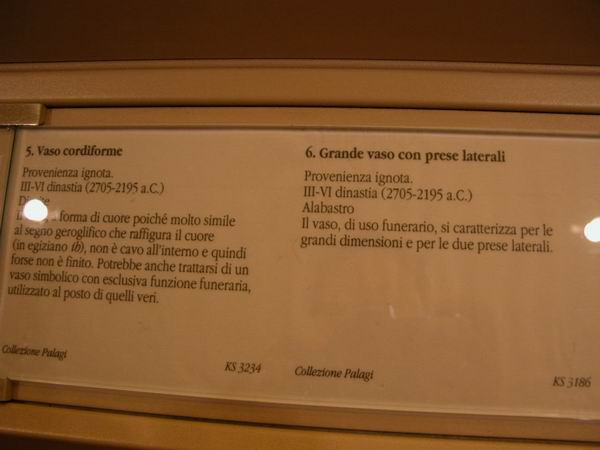 5. Vaso cordiforme
Provenienza ignota.
III-VI dinastia (2705-2195 a.C.)
forma di cuore poiché molto simile
al segno geroglifico che raffigura il cuore
(in egiziano ib), non è cavo all'interno e quindi
forse non è finito. Potrebbe anche trattarsi di un
vaso simbolico con esclusiva funzione funeraria,
utilizzato al posto di quelli veri.
Collezione Palagi
KS 3234
6. Grande vaso con prese laterali
Provenienza ignota.
III-VI dinastia (2705-2195 a.C.)
Alabastro
Il vaso, di uso funerario, si caratterizza per le
grandi dimensioni e per le due prese laterali.
Collezione Palagi
KS 3186